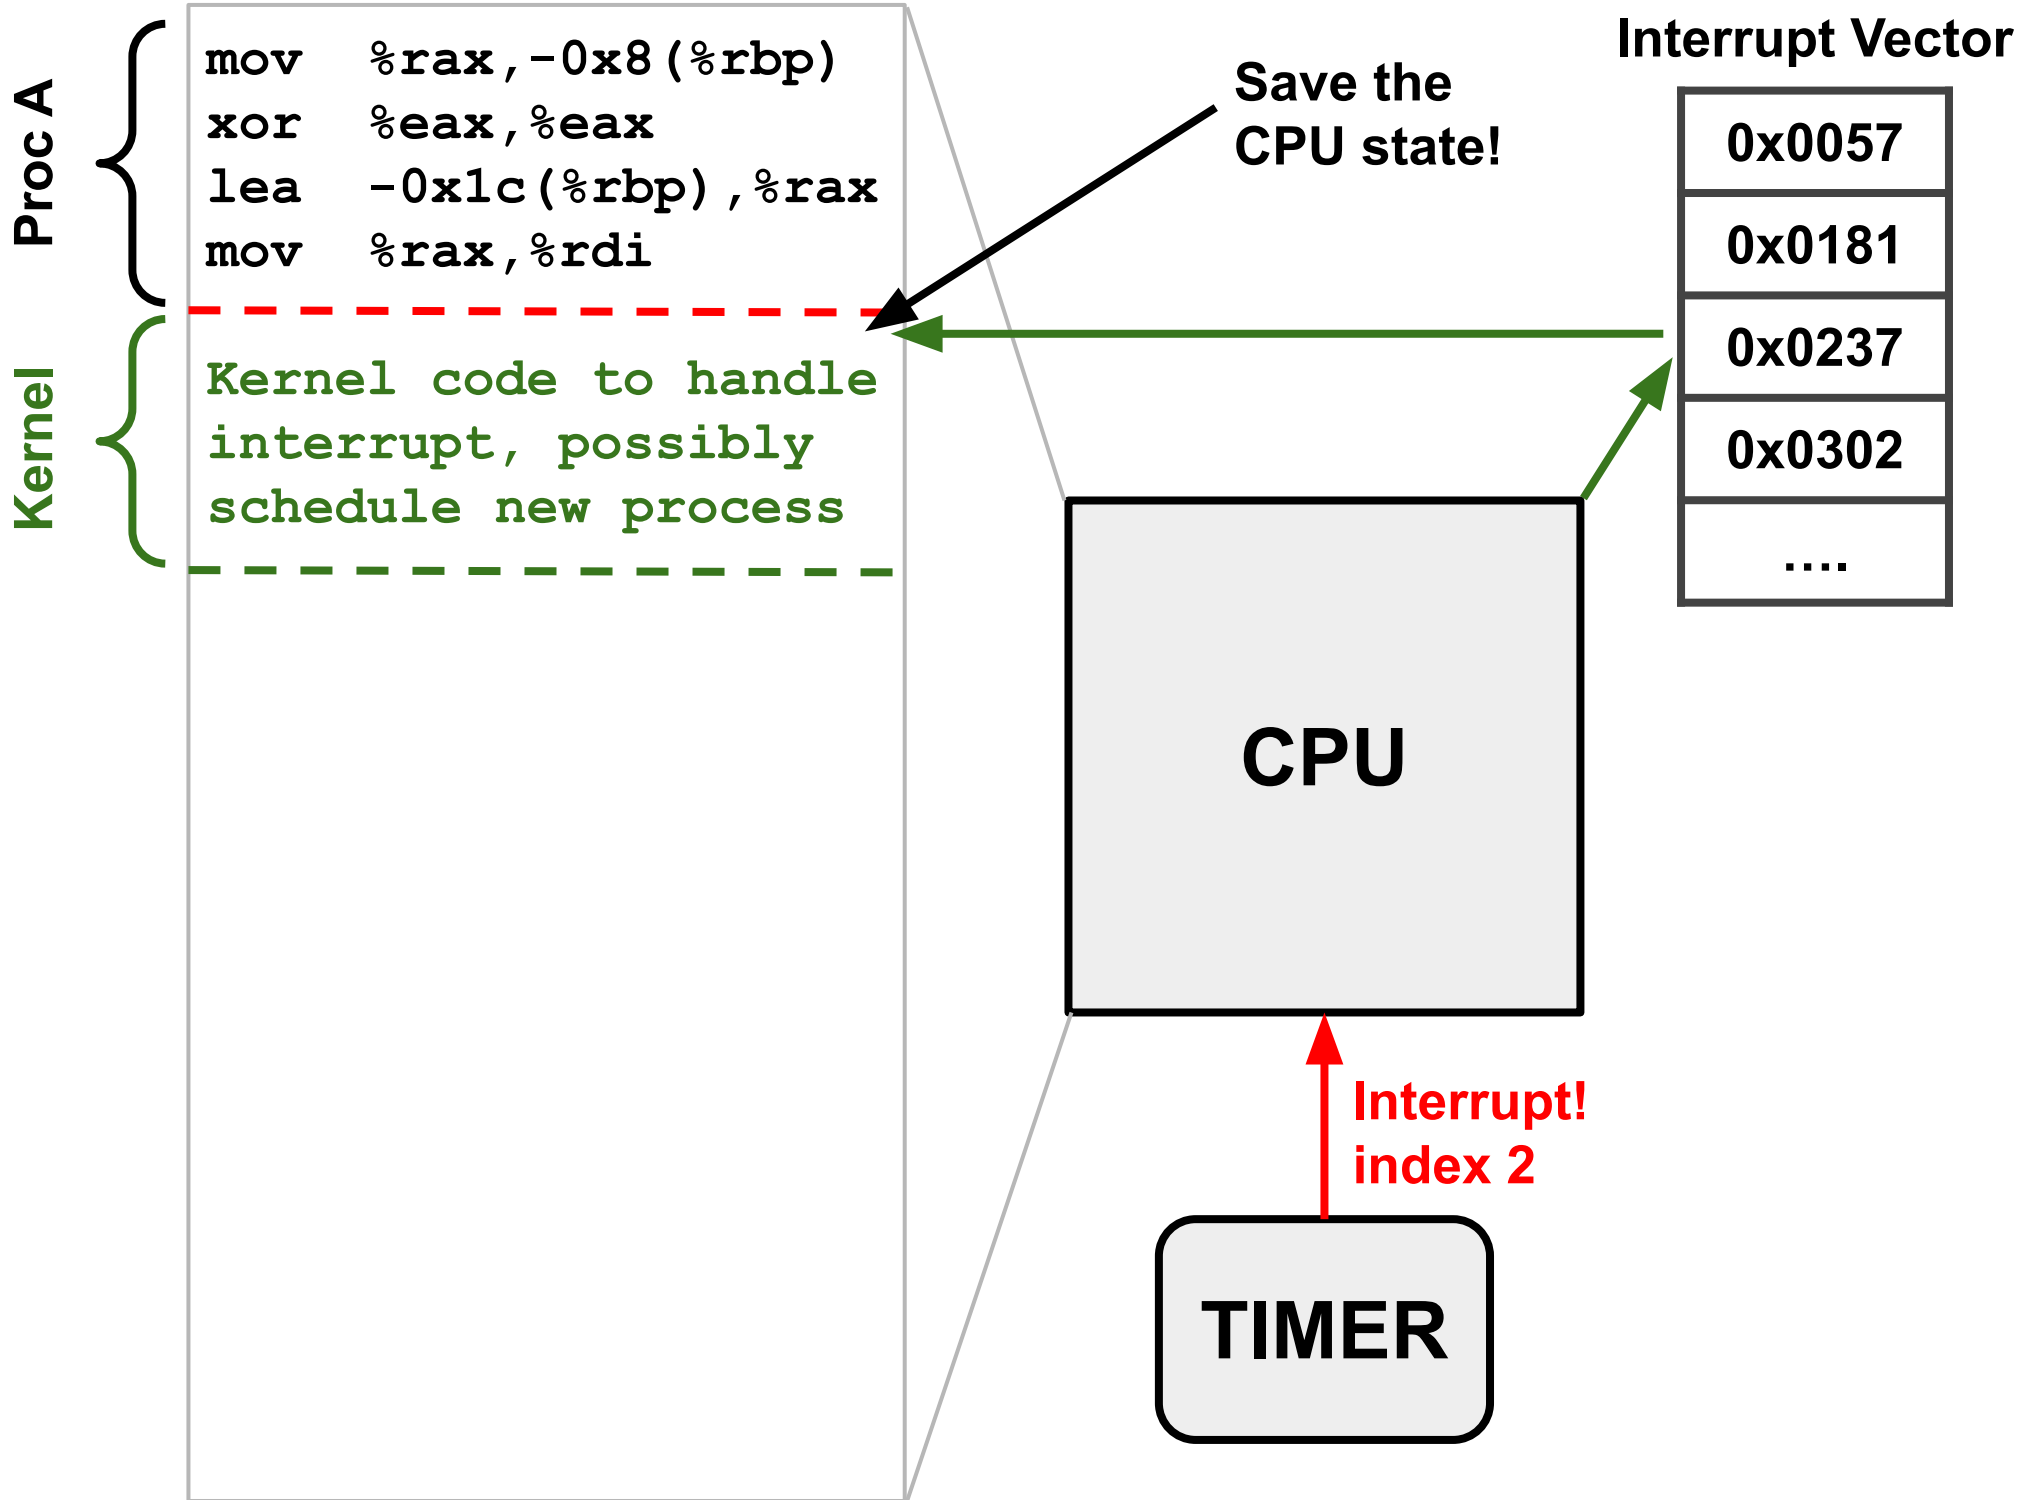 Proc A
mov %rax,-0x8(%rbp)
xor %eax,%eax
lea -0x1c(%rbp),%rax
mov %rax,%rdi
Kernel
Kernel code to handle
interrupt, possibly
schedule new process
Save the
CPU state!
Interrupt Vector
0x0057
0x0181
0x0237
0x0302
....
CPU
Interrupt!
index 2
TIMER